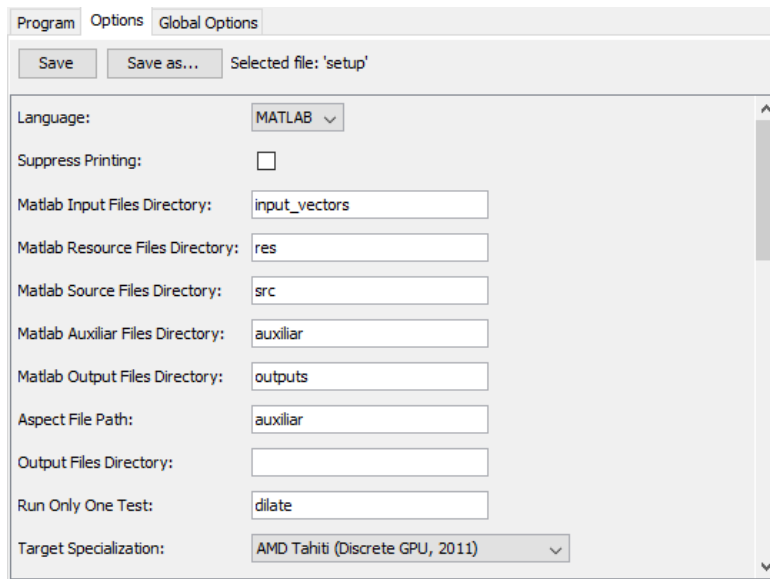 Program Options Global Options
Save Save as... Selected file: 'setup'
Language: MATLAB
Suppress Printing:
Matlab Input Files Directory: input_vectors
Matlab Resource Files Directory: res
Matlab Source Files Directory: src
Matlab Auxiliar Files Directory: auxiliar
Matlab Output Files Directory: outputs
Aspect File Path: auxiliar
Output Files Directory:
Run Only One Test: dilate
Target Specialization: AMD Tahiti (Discrete GPU, 2011)